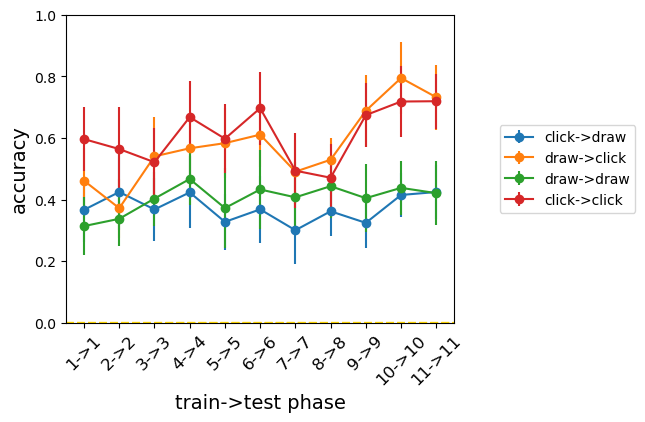 1.0
0.8
0.6
0.4
0.2
0.0
accuracy
1->1
2->2
3->3
4->4
5->5
6->6
7->7
8->8
9->9
10->10
11->11
train->test phase
click->draw
draw->click
draw->draw
click->click